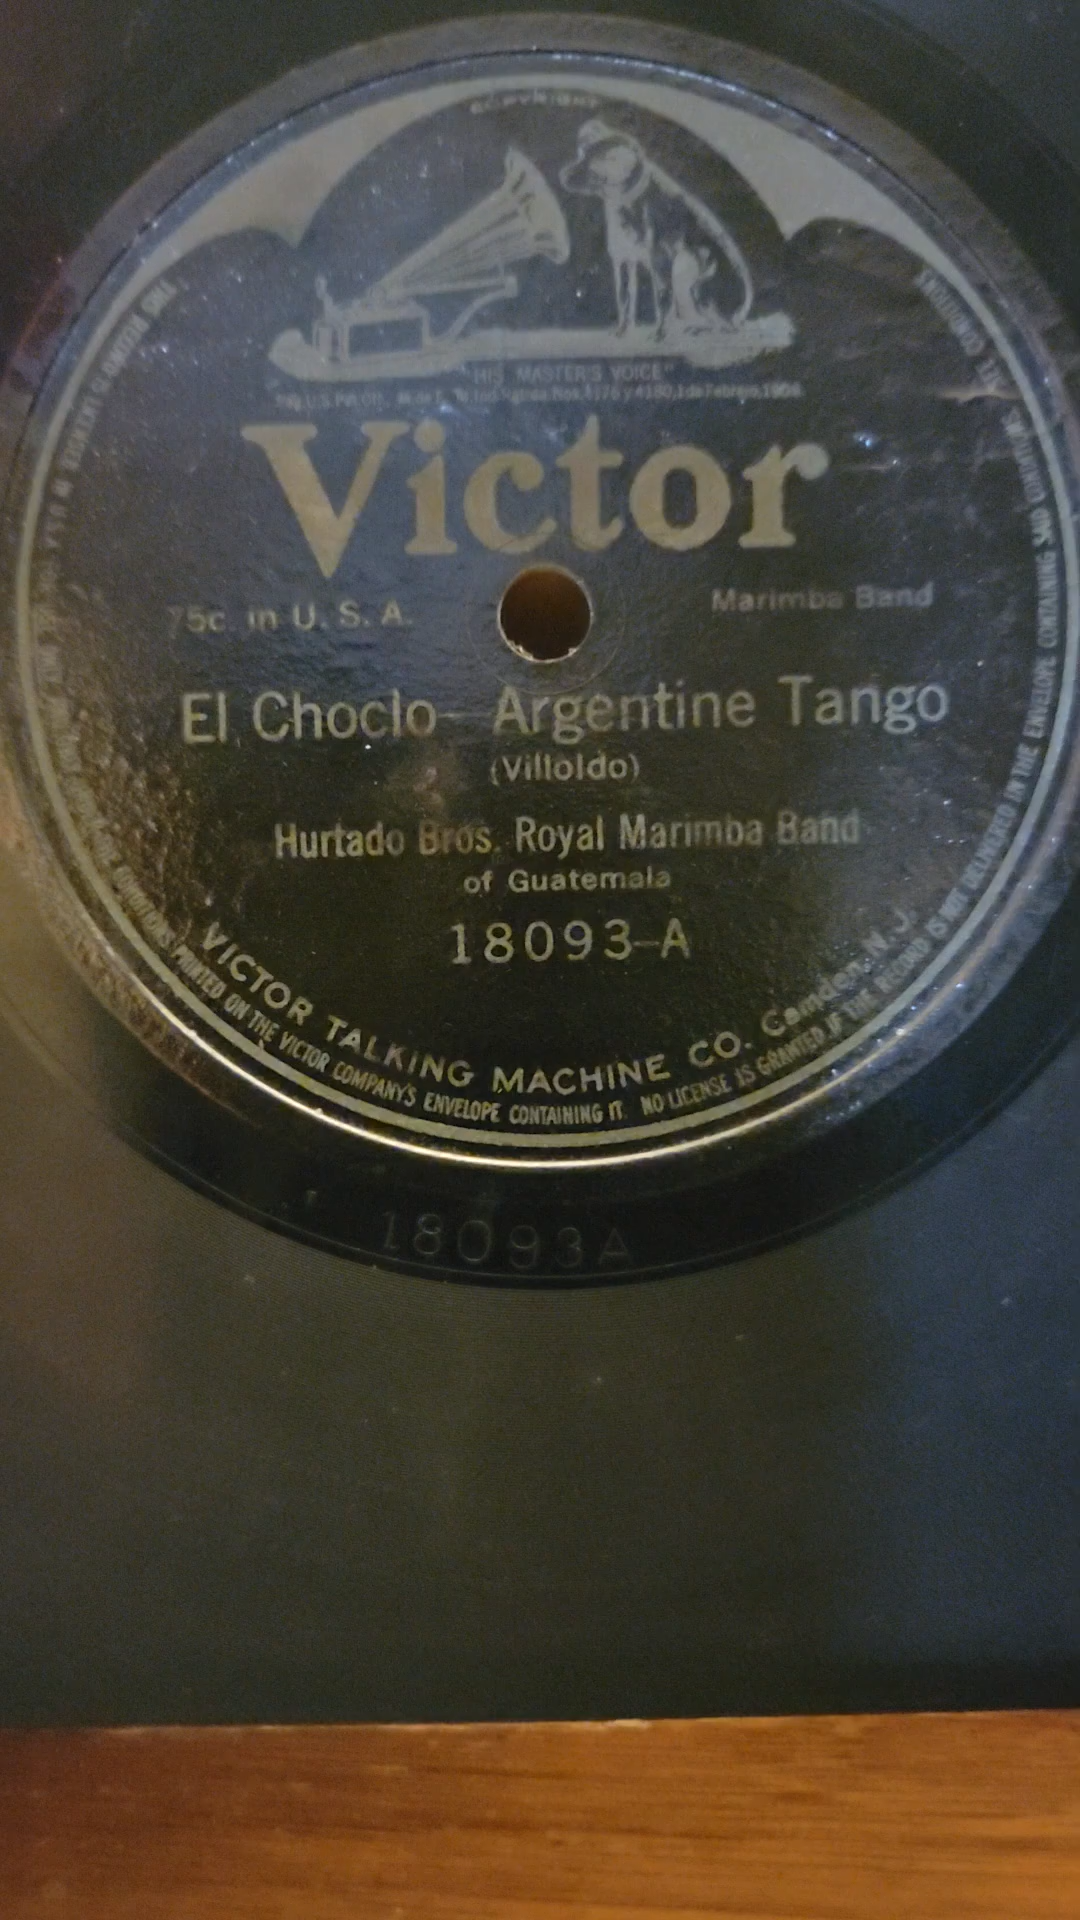 COPYRIGHT
"HIS MASTER'S VOICE"
Victor
75c. in U. S. A.
Marimba Band
El Choclo— Argentine Tango
(Villoldo)
Hurtado Bros. Royal Marimba Band
of Guatemala
18093-A
VICTOR TALKING MACHINE CO. Camden, N. J.
CONDITIONS PRINTED ON THE VICTOR COMPANY'S ENVELOPE CONTAINING IT. NO LICENSE IS GRANTED IF THE RECORD IS NOT DELIVERED IN THE ENVELOPE CONTAINING SAID CONDITIONS
18093A